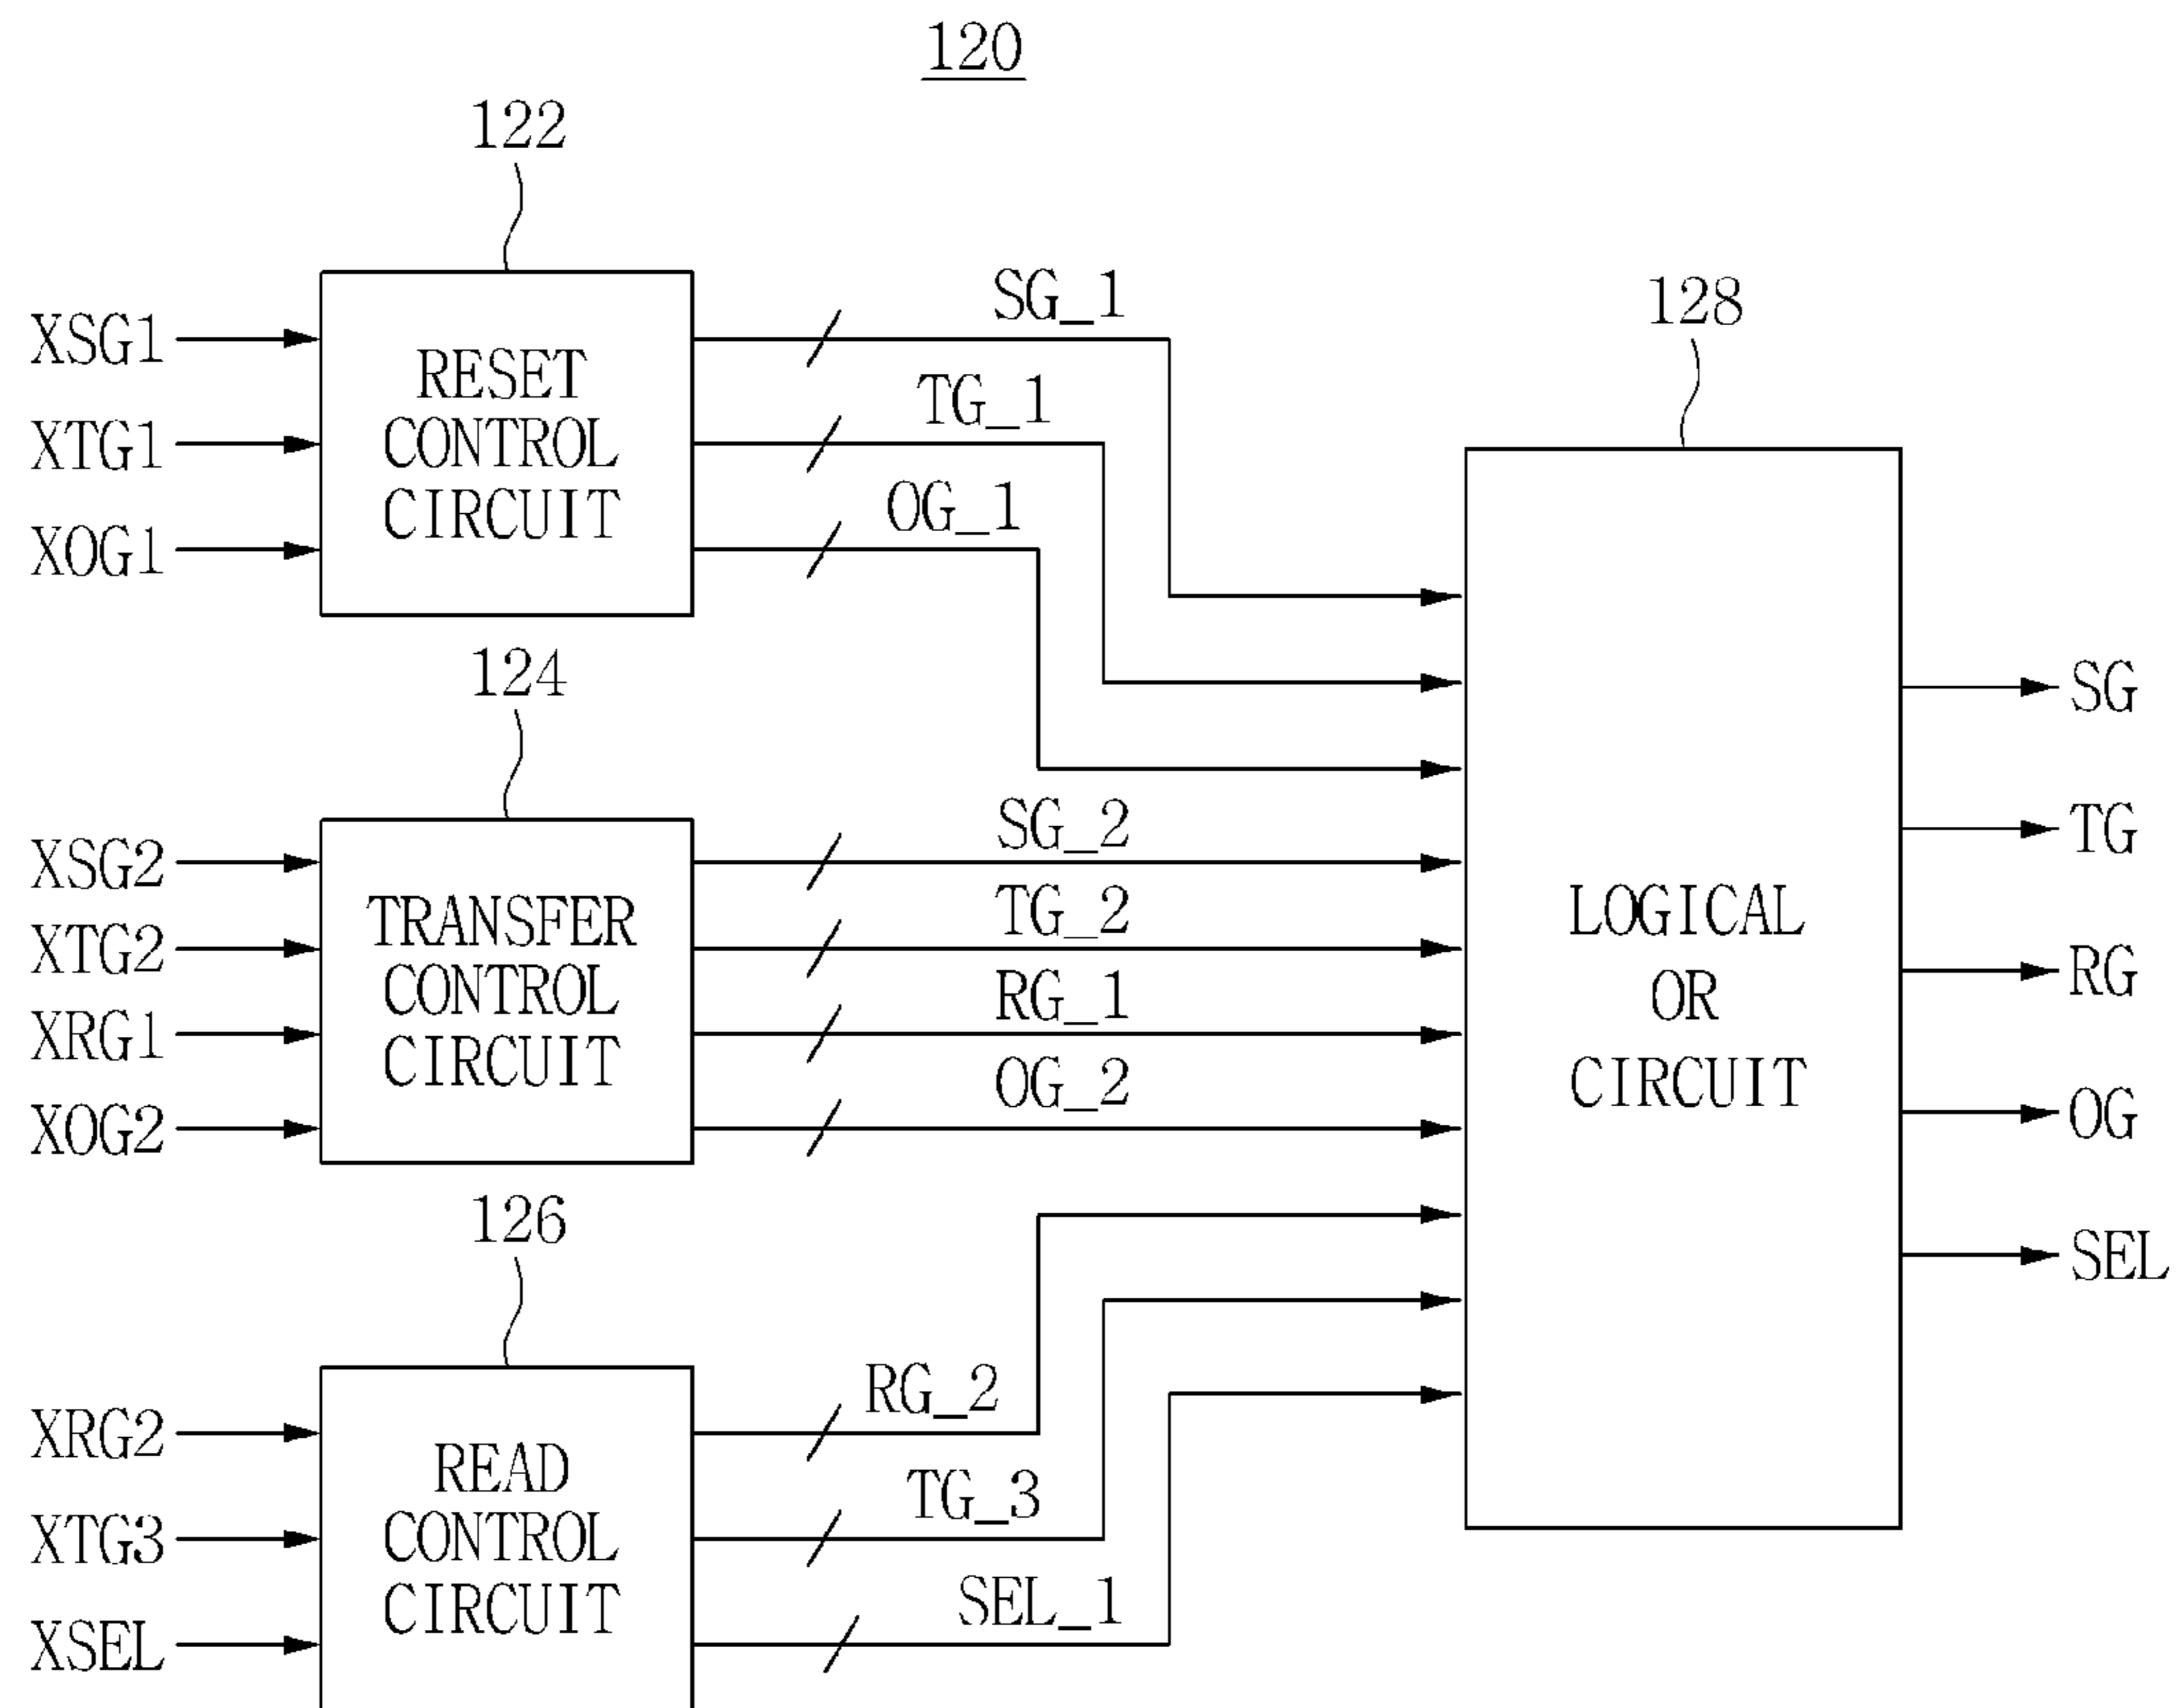 120
122
XSG1
XTG1
XOG1
RESET
CONTROL
CIRCUIT
SG_1
TG_1
OG_1
124
XSG2
XTG2
XRG1
XOG2
TRANSFER
CONTROL
CIRCUIT
SG_2
TG_2
RG_1
OG_2
126
XRG2
XTG3
XSEL
READ
CONTROL
CIRCUIT
RG_2
TG_3
SEL_1
128
LOGICAL
OR
CIRCUIT
SG
TG
RG
OG
SEL